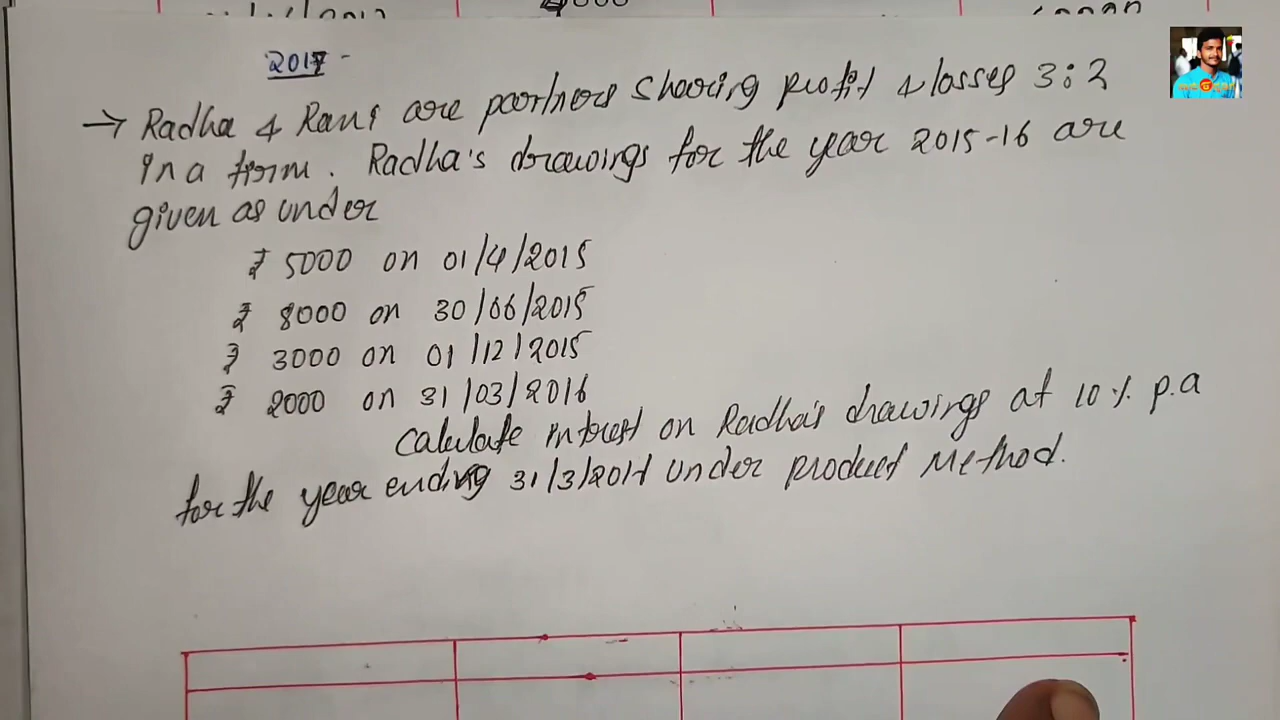 4000
2017 -
→ Radha & Rani are partners sharing profit & losses 3:2
in a firm. Radha's drawings for the year 2015-16 are
given as under
₹ 5000 on 01/4/2015
₹ 8000 on 30/06/2015
₹ 3000 on 01/12/2015
₹ 2000 on 31/03/2016
Calculate interest on Radha's drawings at 10% p.a
for the year ending 31/3/201 under product Method.